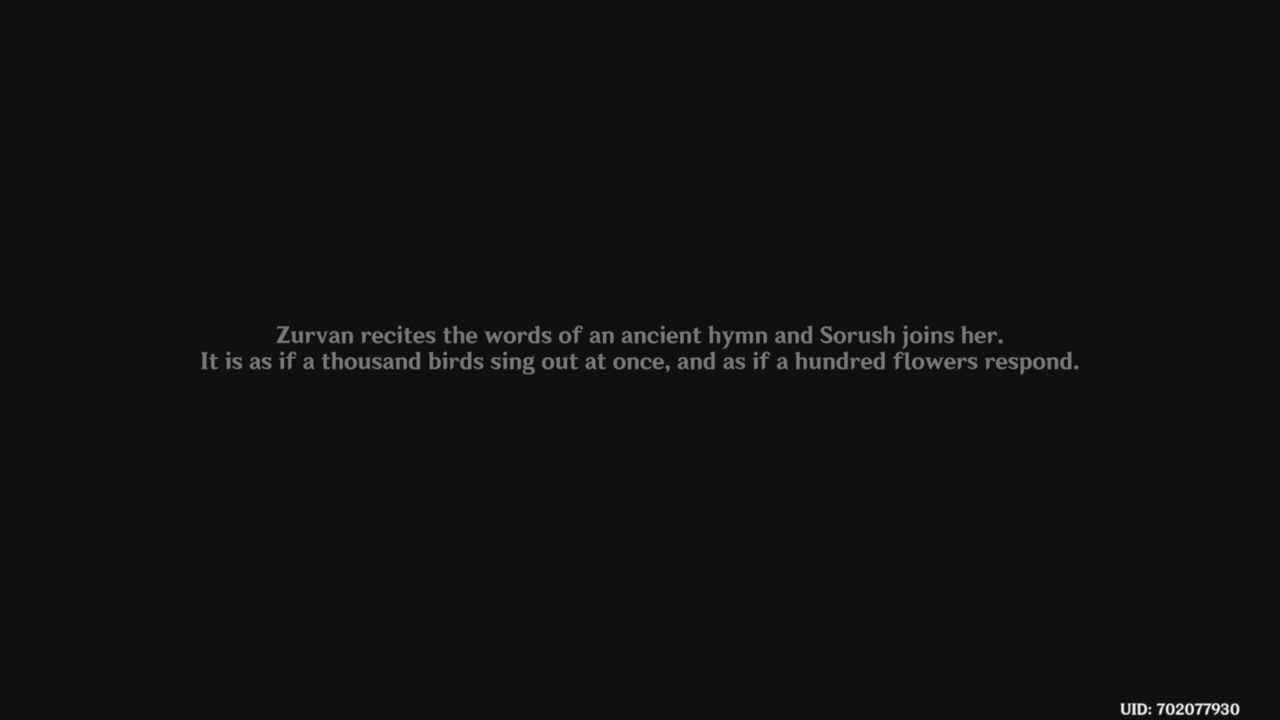 Zurvan recites the words of an ancient hymn and Sorush joins her.
It is as if a thousand birds sing out at once, and as if a hundred flowers respond.
UID: 702077930